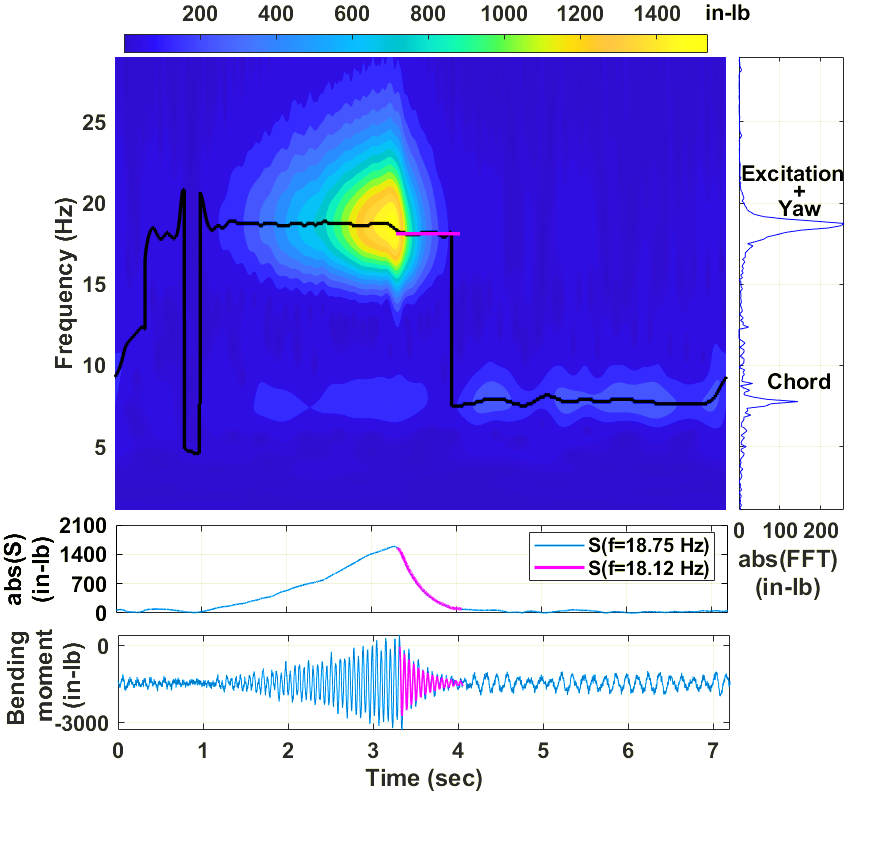 200 400 600 800 1000 1200 1400 in-lb
25
20
15
10
5
Frequency (Hz)
Excitation
+
Yaw
Chord
0 100 200
abs(FFT)
(in-lb)
2100
1400
700
0
abs(S)
(in-lb)
S(f=18.75 Hz)
S(f=18.12 Hz)
0
-3000
Bending
moment
(in-lb)
0 1 2 3 4 5 6 7
Time (sec)